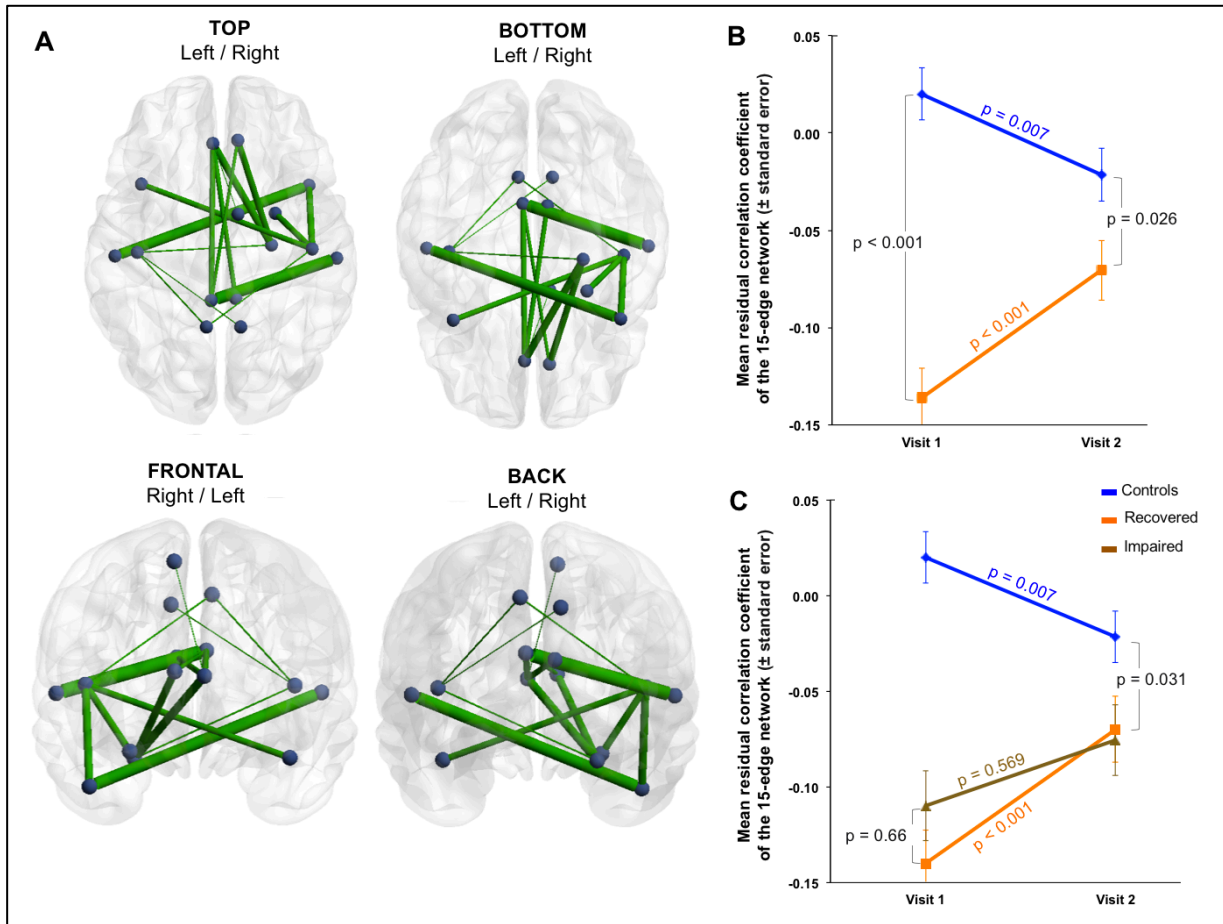 A
TOP
Left / Right
BOTTOM
Left / Right
FRONTAL
Right / Left
BACK
Left / Right
B
Mean residual correlation coefficient
of the 15-edge network (± standard error)
0.05
0.00
-0.05
-0.10
-0.15
p = 0.007
p < 0.001
p = 0.026
p < 0.001
Visit 1
Visit 2
C
Mean residual correlation coefficient
of the 15-edge network (± standard error)
0.05
0.00
-0.05
-0.10
-0.15
Controls
Recovered
Impaired
p = 0.007
p = 0.031
p = 0.569
p = 0.66
p < 0.001
Visit 1
Visit 2